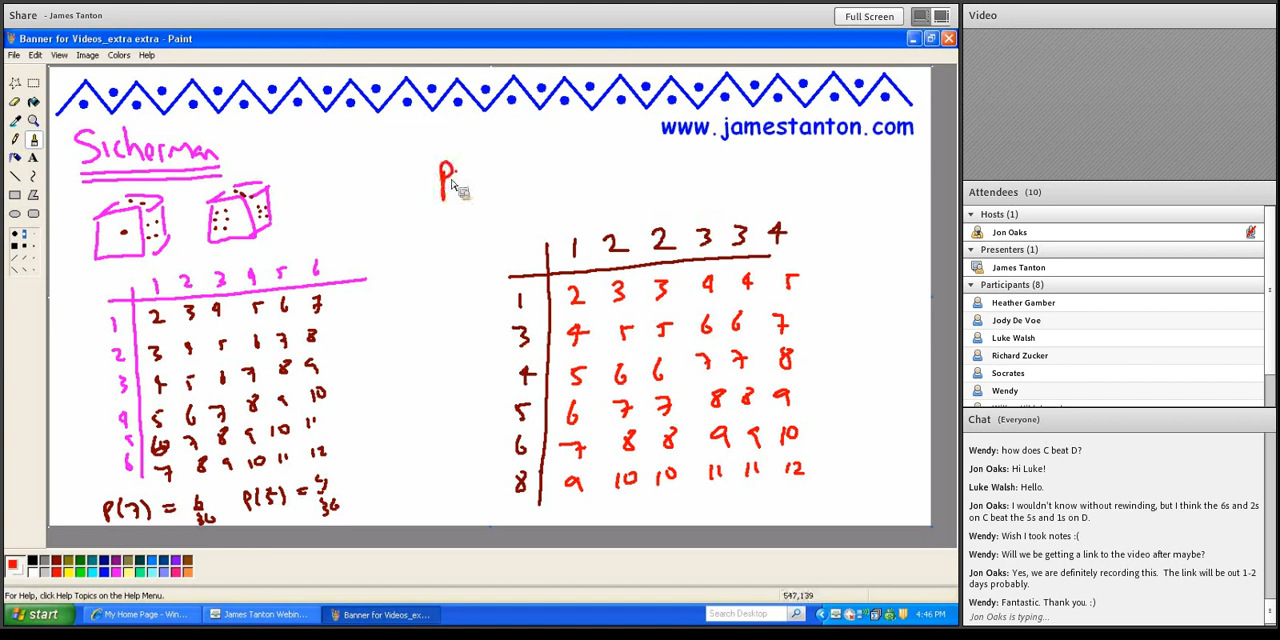 Share - James Tanton
Full Screen
Video
Banner for Videos_extra extra - Paint
File Edit View Image Colors Help
www.jamestanton.com
Sicherman
P
1 2 3 4 5 6
1 2 3 4 5 6 7
2 3 4 5 6 7 8
3 4 5 6 7 8 9
4 5 6 7 8 9 10
5 6 7 8 9 10 11
6 7 8 9 10 11 12
P(7) = 6/36 P(5) = 4/36
1 2 2 3 3 4
1 2 3 3 4 4 5
3 4 5 5 6 6 7
4 5 6 6 7 7 8
5 6 7 7 8 8 9
6 7 8 8 9 9 10
8 9 10 10 11 11 12
Attendees (10)
Hosts (1)
Jon Oaks
Presenters (1)
James Tanton
Participants (8)
Heather Gamber
Jody De Voe
Luke Walsh
Richard Zucker
Socrates
Wendy
Chat (Everyone)
Wendy: how does C beat D?
Jon Oaks: Hi Luke!
Luke Walsh: Hello.
Jon Oaks: I wouldn't know without rewinding, but I think the 6s and 2s
on C beat the 5s and 1s on D.
Wendy: Wish I took notes :(
Wendy: Will we be getting a link to the video after maybe?
Jon Oaks: Yes, we are definitely recording this. The link will be out 1-2
days probably.
Wendy: Fantastic. Thank you. :)
Jon Oaks is typing...
For Help, click Help Topics on the Help Menu.
547,139
start
My Home Page - Win...
James Tanton Webin...
Banner for Videos_ex...
Search Desktop
4:46 PM